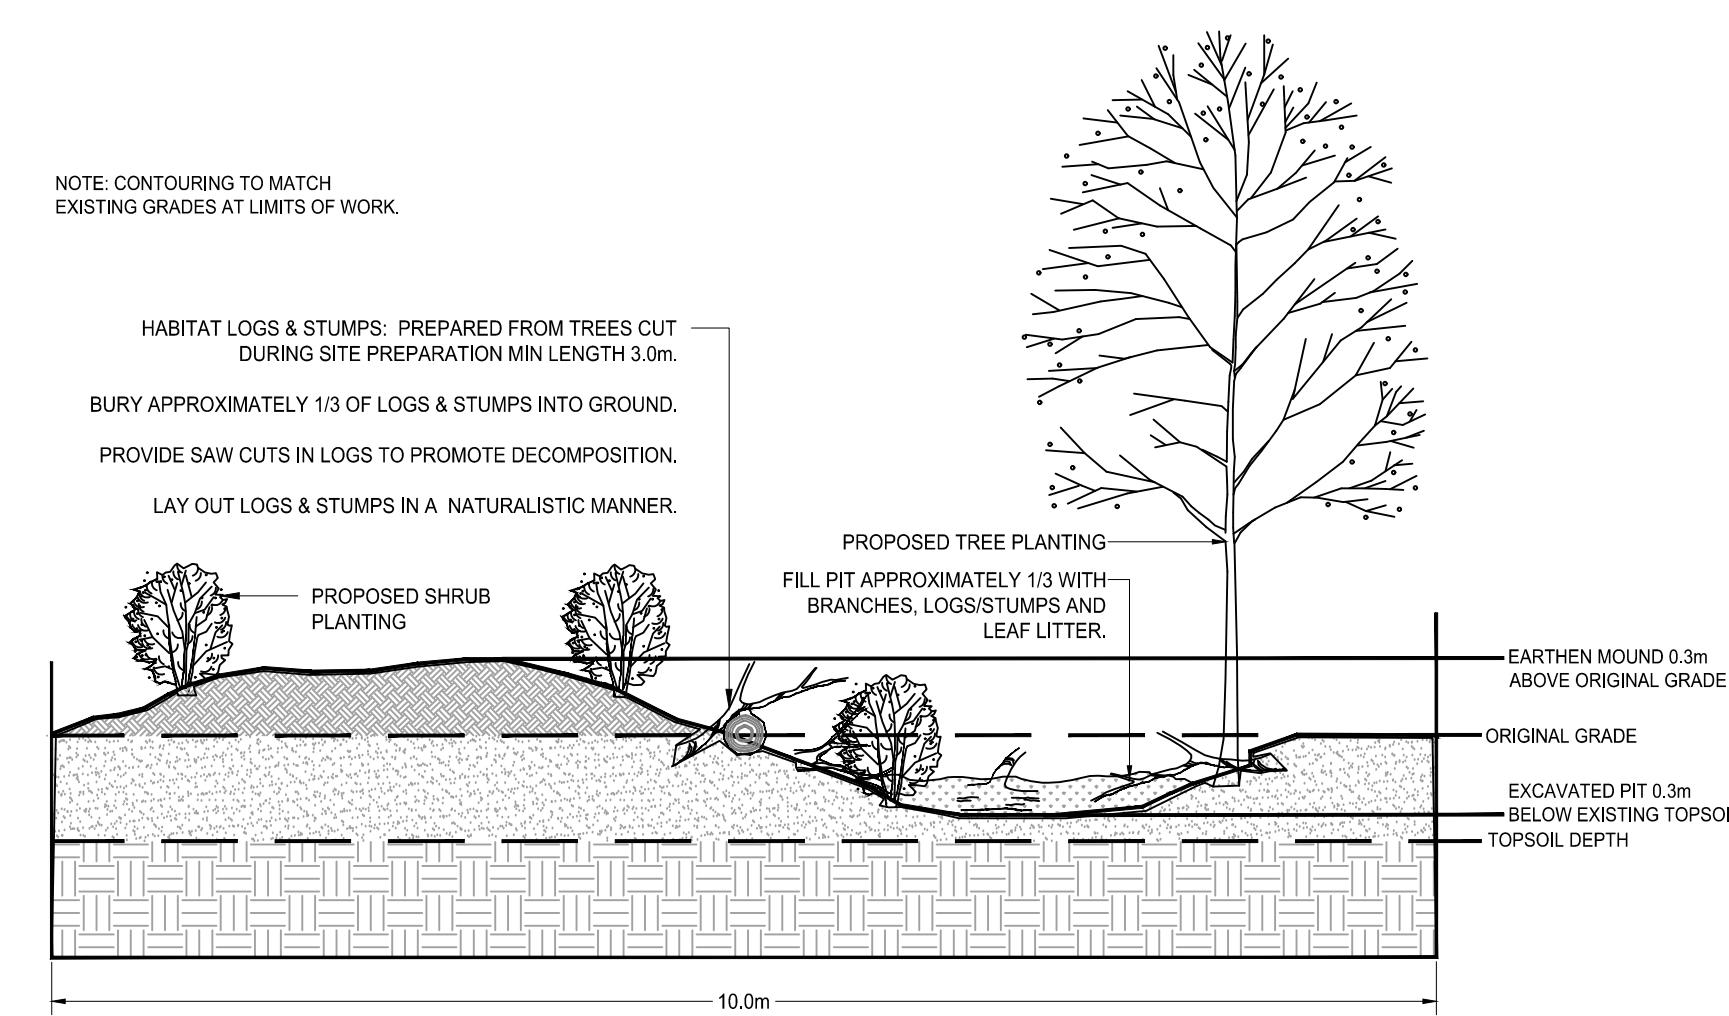 NOTE: CONTOURING TO MATCH
EXISTING GRADES AT LIMITS OF WORK.
HABITAT LOGS & STUMPS: PREPARED FROM TREES CUT
DURING SITE PREPARATION MIN LENGTH 3.0m.
BURY APPROXIMATELY 1/3 OF LOGS & STUMPS INTO GROUND.
PROVIDE SAW CUTS IN LOGS TO PROMOTE DECOMPOSITION.
LAY OUT LOGS & STUMPS IN A NATURALISTIC MANNER.
PROPOSED TREE PLANTING
FILL PIT APPROXIMATELY 1/3 WITH
BRANCHES, LOGS/STUMPS AND
LEAF LITTER.
PROPOSED SHRUB
PLANTING
EARTHEN MOUND 0.3m
ABOVE ORIGINAL GRADE
ORIGINAL GRADE
EXCAVATED PIT 0.3m
BELOW EXISTING TOPSOI
TOPSOIL DEPTH
10.0m